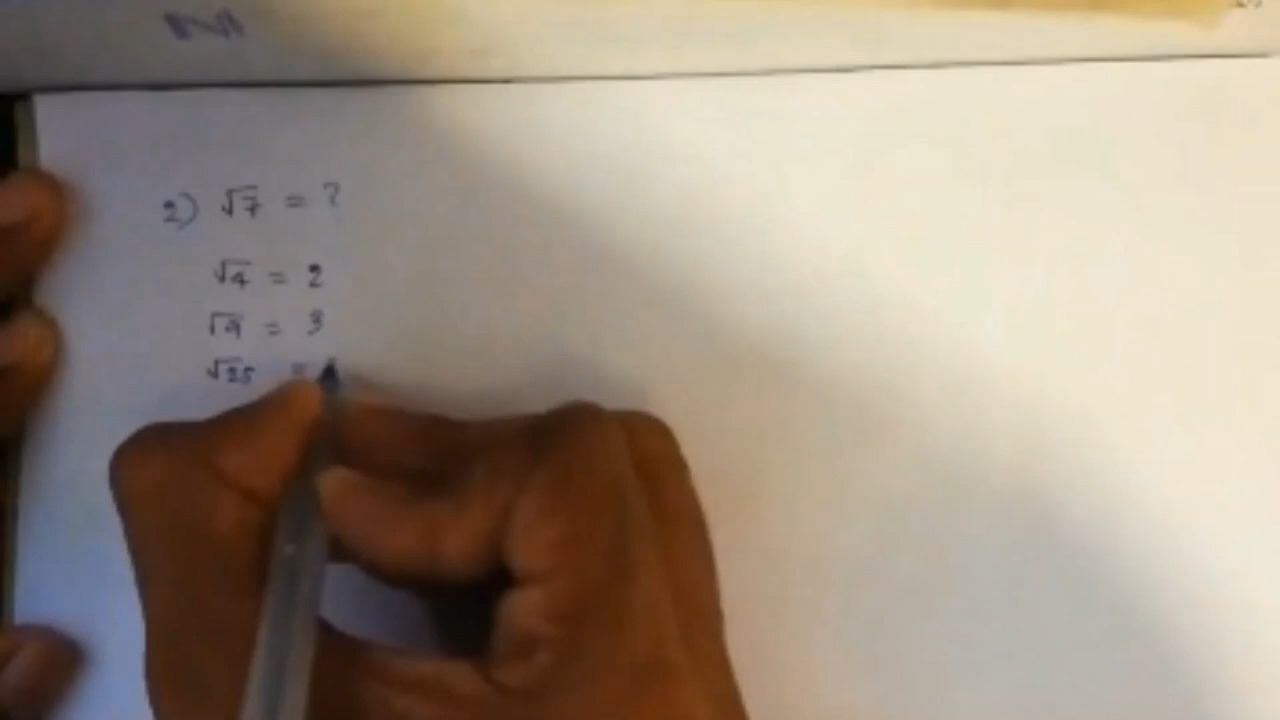 2) √7 = ?
√4 = 2
√9 = 3
√25 =